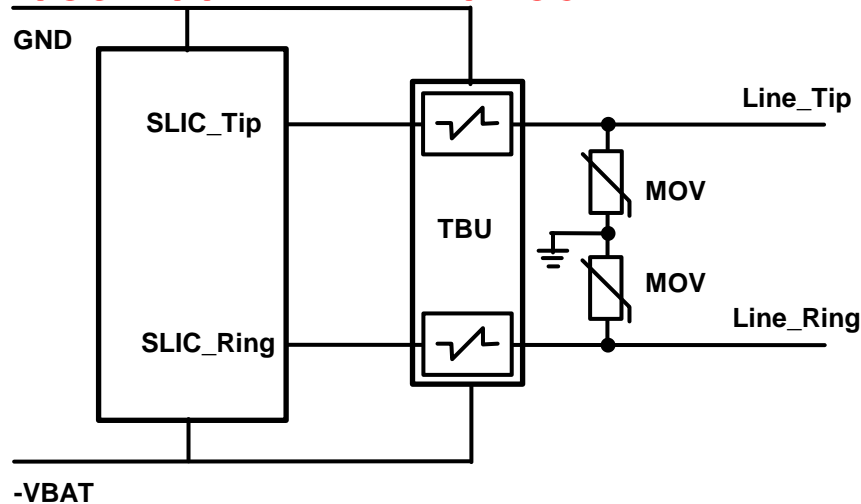 GND
SLIC_Tip
Line_Tip
MOV
TBU
MOV
SLIC_Ring
Line_Ring
-VBAT